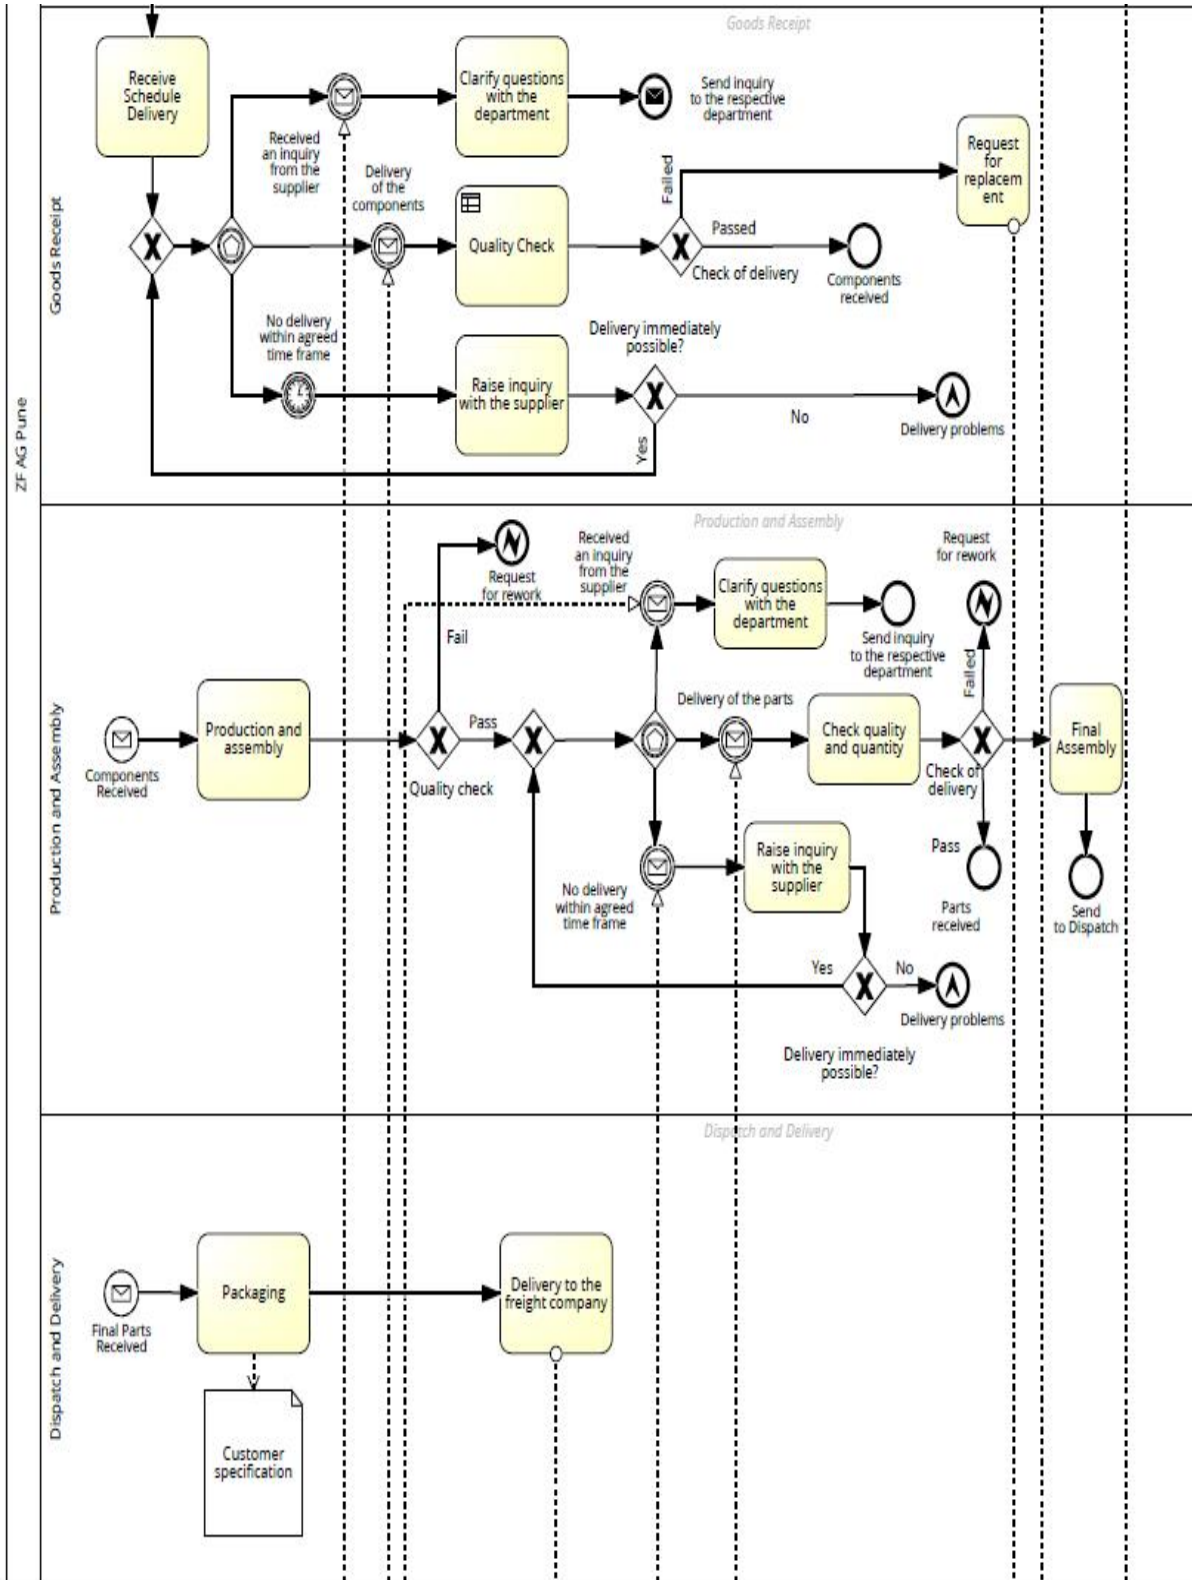 ZF AG Pune
Goods Receipt
Goods Receipt
Receive
Schedule
Delivery
Received
an inquiry
from the
supplier
Clarify questions
with the
department
Send inquiry
to the respective
department
Delivery
of the
components
Quality Check
Failed
Passed
Check of delivery
Components
received
Request
for
replacem
ent
No delivery
within agreed
time frame
Raise inquiry
with the supplier
Delivery immediately
possible?
Yes
No
Delivery problems
Production and Assembly
Production and Assembly
Components
Received
Production and
assembly
Fail
Request
for rework
Pass
Quality check
Received
an inquiry
from the
supplier
Clarify questions
with the
department
Send inquiry
to the respective
department
Request
for rework
Failed
Delivery of the parts
Check quality
and quantity
Check of
delivery
Pass
Parts
received
Final
Assembly
Send
to Dispatch
No delivery
within agreed
time frame
Raise inquiry
with the
supplier
Yes
No
Delivery problems
Delivery immediately
possible?
Dispatch and Delivery
Dispatch and Delivery
Final Parts
Received
Packaging
Customer
specification
Delivery to the
freight company